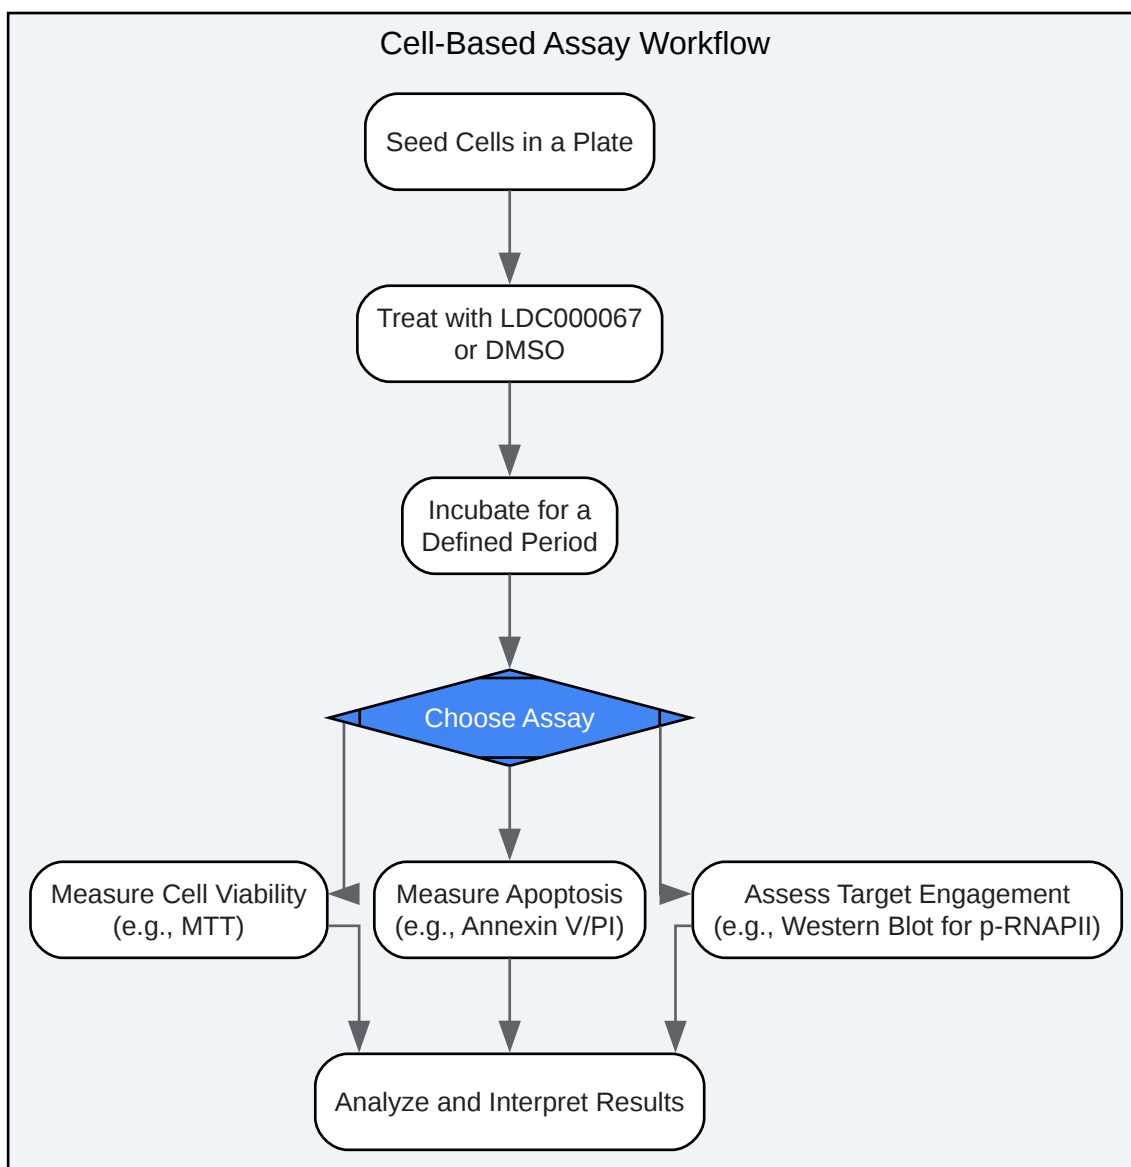 Cell-Based Assay Workflow
Seed Cells in a Plate
Treat with LDC000067
or DMSO
Incubate for a
Defined Period
Choose Assay
Measure Cell Viability
(e.g., MTT)
Measure Apoptosis
(e.g., Annexin V/PI)
Assess Target Engagement
(e.g., Western Blot for p-RNAPII)
Analyze and Interpret Results